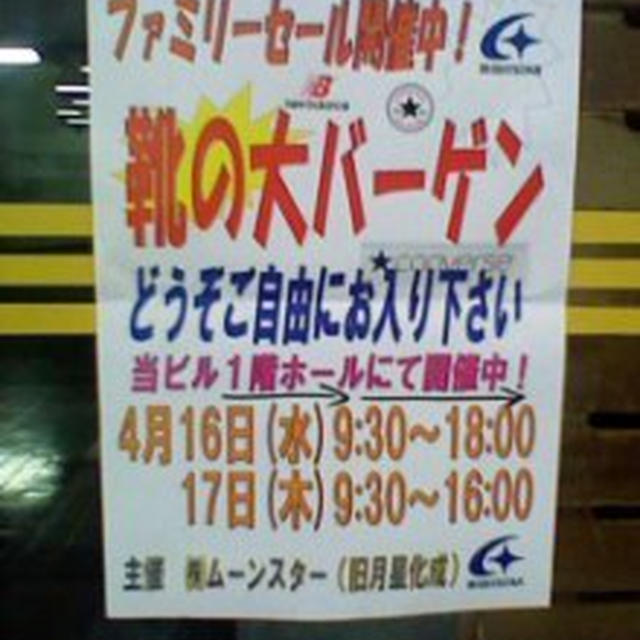 ファミリーセール開催中！
靴の大バーゲン
converse
どうぞご自由にお入り下さい
当ビル１階ホールにて開催中！
4月16日(水)9:30～18:00
17日(木)9:30～16:00
主催　㈱ムーンスター（旧月星化成）